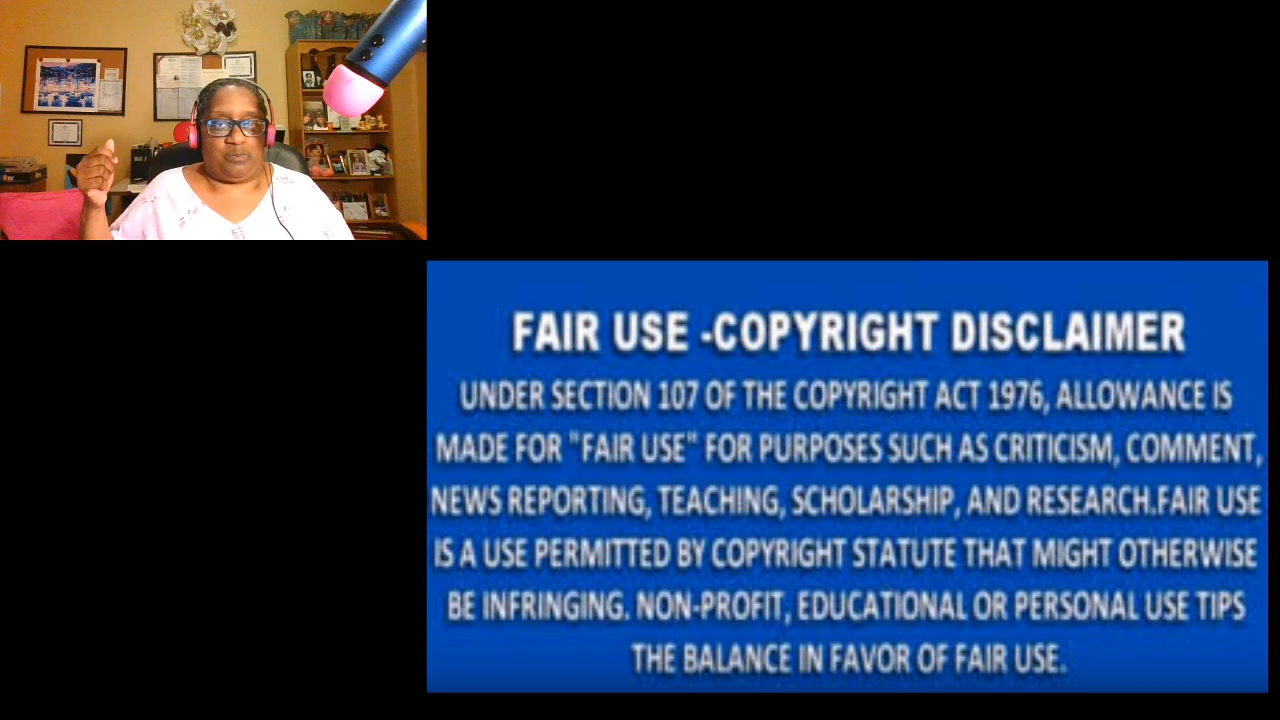 FAIR USE -COPYRIGHT DISCLAIMER
UNDER SECTION 107 OF THE COPYRIGHT ACT 1976, ALLOWANCE IS
MADE FOR "FAIR USE" FOR PURPOSES SUCH AS CRITICISM, COMMENT,
NEWS REPORTING, TEACHING, SCHOLARSHIP, AND RESEARCH.FAIR USE
IS A USE PERMITTED BY COPYRIGHT STATUTE THAT MIGHT OTHERWISE
BE INFRINGING. NON-PROFIT, EDUCATIONAL OR PERSONAL USE TIPS
THE BALANCE IN FAVOR OF FAIR USE.